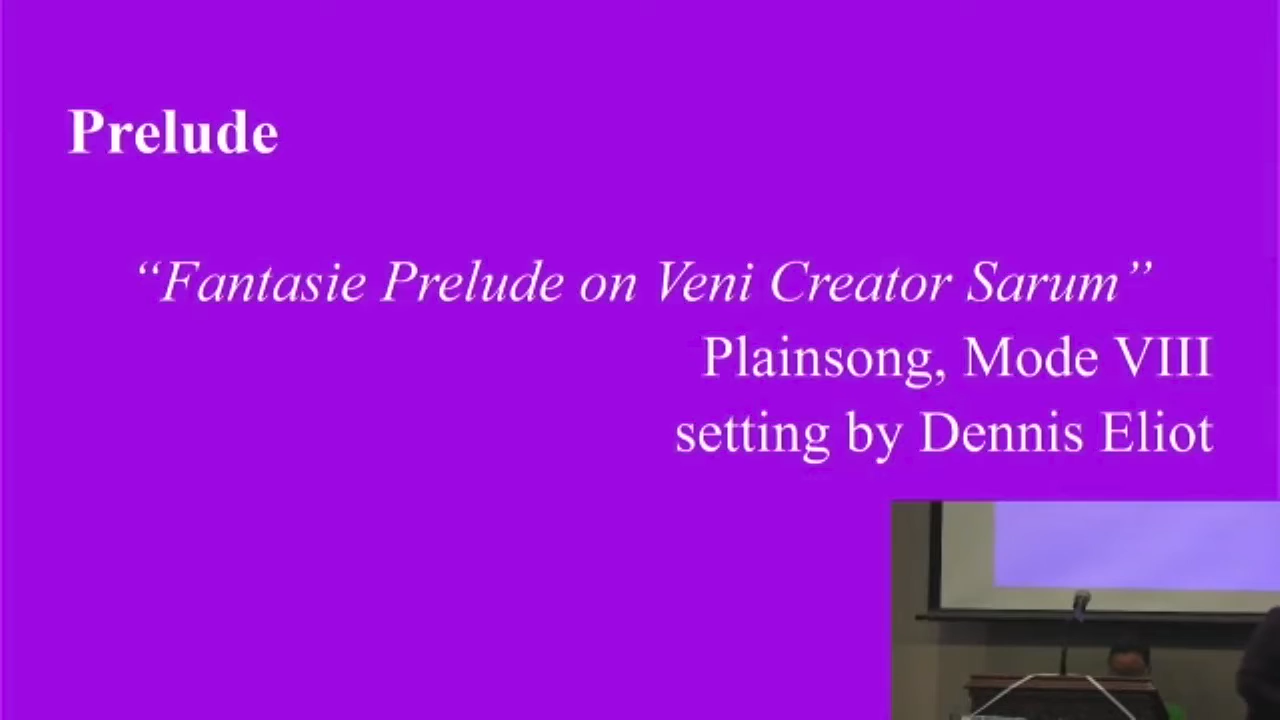 Prelude
“Fantasie Prelude on Veni Creator Sarum”
Plainsong, Mode VIII
setting by Dennis Eliot